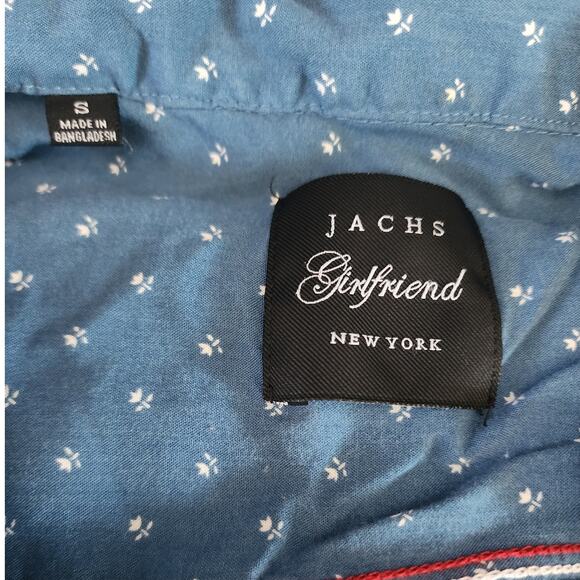 S
MADE IN
BANGLADESH
JACHS
Girlfriend
NEW YORK